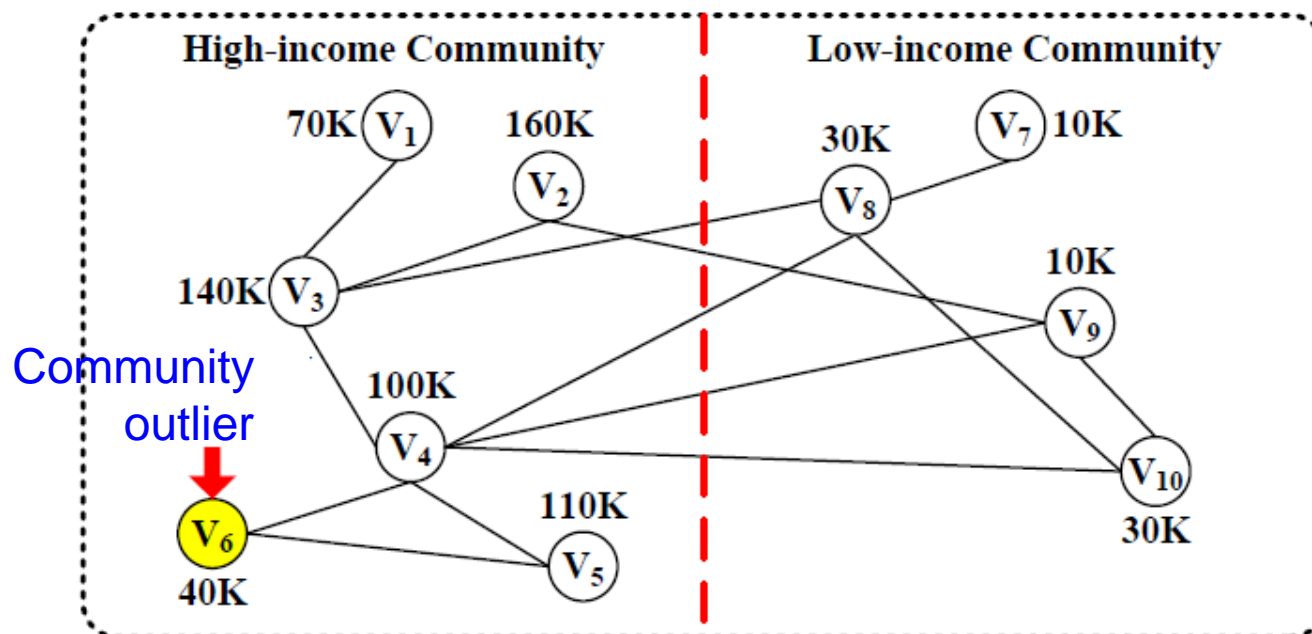 High-income Community
Low-income Community
70K V₁
160K
V₂
30K
V₈
V₇ 10K
140K V₃
10K
V₉
Community
outlier
100K
V₄
V₁₀
30K
V₆
40K
110K
V₅